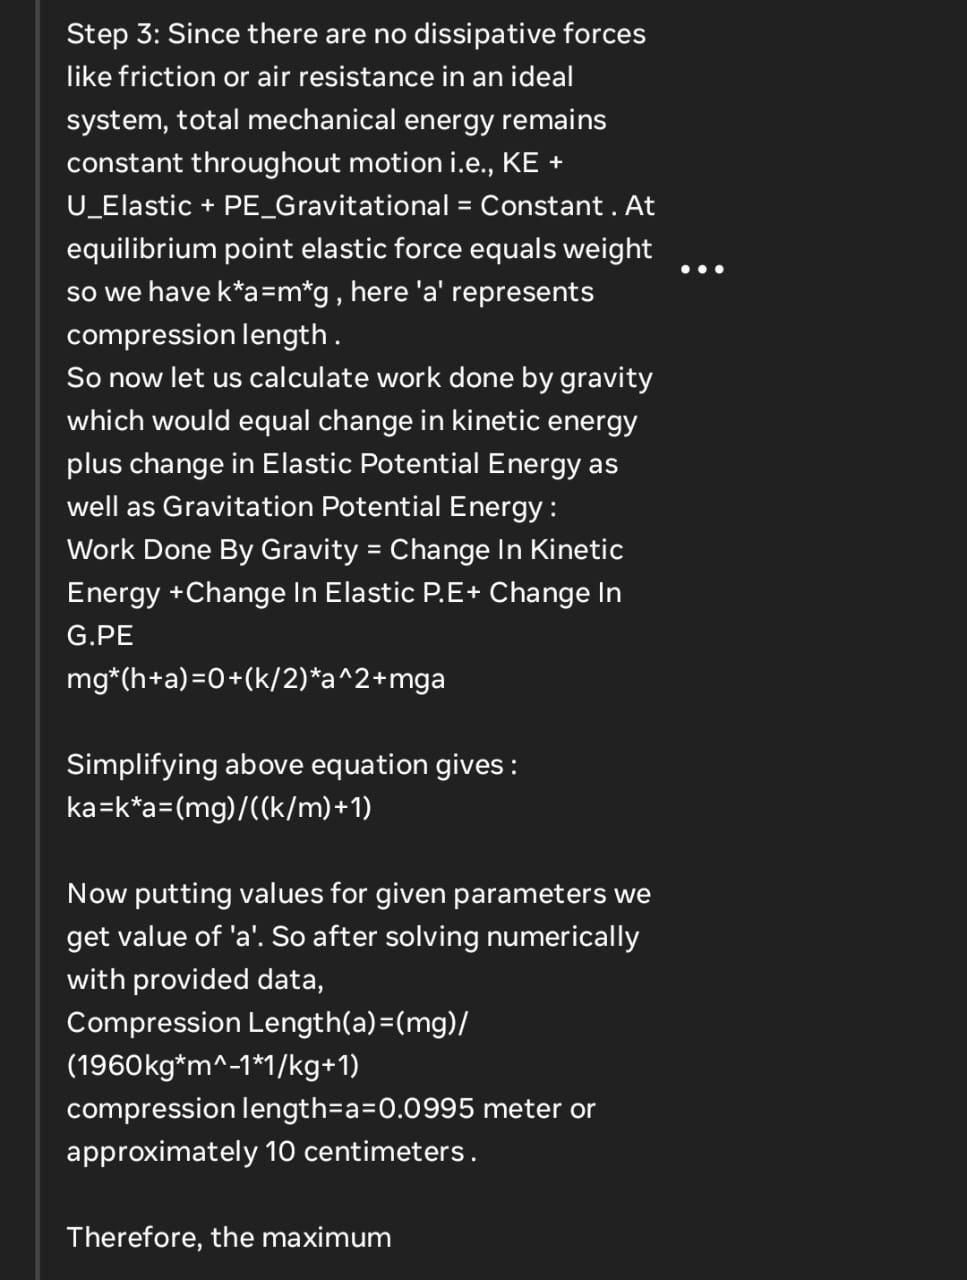 Step 3: Since there are no dissipative forces
like friction or air resistance in an ideal
system, total mechanical energy remains
constant throughout motion i.e., KE +
U_Elastic + PE_Gravitational = Constant . At
equilibrium point elastic force equals weight
so we have k*a=m*g , here 'a' represents
compression length .
So now let us calculate work done by gravity
which would equal change in kinetic energy
plus change in Elastic Potential Energy as
well as Gravitation Potential Energy :
Work Done By Gravity = Change In Kinetic
Energy +Change In Elastic P.E+ Change In
G.PE
mg*(h+a)=0+(k/2)*a^2+mga
Simplifying above equation gives :
ka=k*a=(mg)/((k/m)+1)
Now putting values for given parameters we
get value of 'a'. So after solving numerically
with provided data,
Compression Length(a)=(mg)/
(1960kg*m^-1*1/kg+1)
compression length=a=0.0995 meter or
approximately 10 centimeters .
Therefore, the maximum